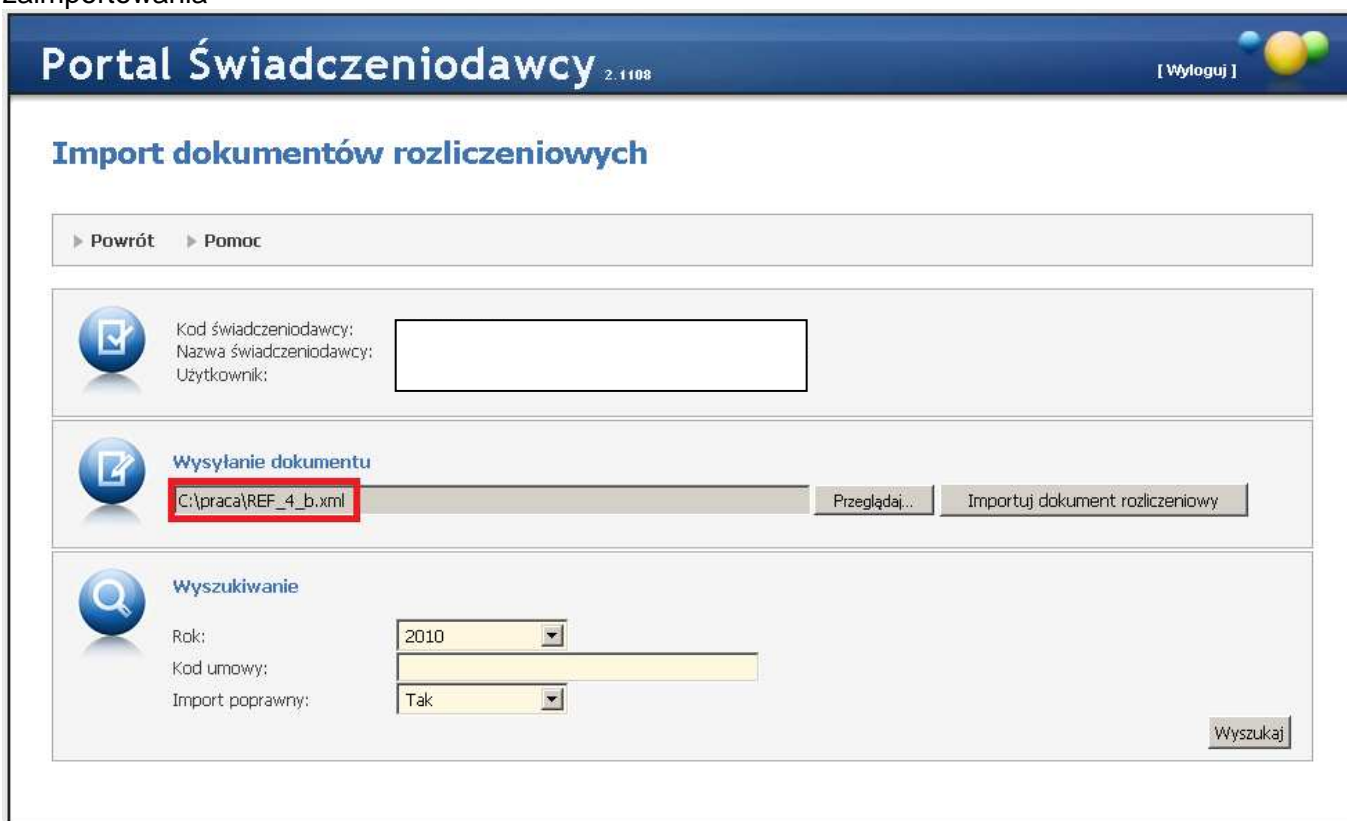 zaimportowania
Portal Świadczeniodawcy 2.1108
[ Wyloguj ]
Import dokumentów rozliczeniowych
Powrót Pomoc
Kod świadczeniodawcy:
Nazwa świadczeniodawcy:
Użytkownik:
Wysyłanie dokumentu
C:\praca\REF_4_b.xml Przeglądaj... Importuj dokument rozliczeniowy
Wyszukiwanie
Rok: 2010
Kod umowy:
Import poprawny: Tak
Wyszukaj